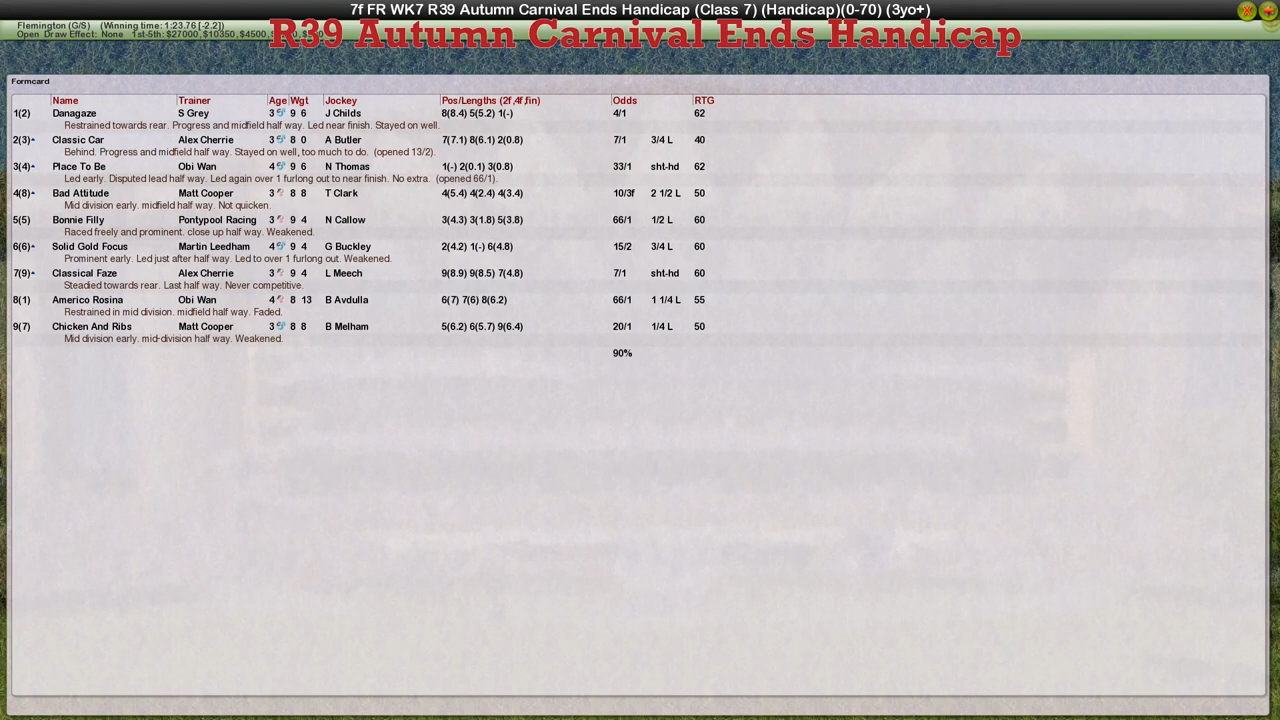 7f FR WK7 R39 Autumn Carnival Ends Handicap (Class 7) (Handicap)(0-70) (3yo+)
Flemington (G/S) (Winning time: 1:23.76 [-2.2])
Open Draw Effect: None 1st-5th: $27000, $10350, $4500,
R39 Autumn Carnival Ends Handicap
Formcard
Name Trainer Age Wgt Jockey Pos/Lengths (2f,4f,fin) Odds RTG
1(2) Danagaze S Grey 3 9 6 J Childs 8(8.4) 5(5.2) 1(-) 4/1 62
Restrained towards rear. Progress and midfield half way. Led near finish. Stayed on well.
2(3) Classic Car Alex Cherrie 3 8 0 A Butler 7(7.1) 8(6.1) 2(0.8) 7/1 3/4 L 40
Behind. Progress and midfield half way. Stayed on well, too much to do. (opened 13/2).
3(4) Place To Be Obi Wan 4 9 6 N Thomas 1(-) 2(0.1) 3(0.8) 33/1 sht-hd 62
Led early. Disputed lead half way. Led again over 1 furlong out to near finish. No extra. (opened 66/1).
4(8) Bad Attitude Matt Cooper 3 8 8 T Clark 4(5.4) 4(2.4) 4(3.4) 10/3f 2 1/2 L 50
Mid division early. midfield half way. Not quicken.
5(5) Bonnie Filly Pontypool Racing 3 9 4 N Callow 3(4.3) 3(1.8) 5(3.8) 66/1 1/2 L 60
Raced freely and prominent. close up half way. Weakened.
6(6) Solid Gold Focus Martin Leedham 4 9 4 G Buckley 2(4.2) 1(-) 6(4.8) 15/2 3/4 L 60
Prominent early. Led just after half way. Led to over 1 furlong out. Weakened.
7(9) Classical Faze Alex Cherrie 3 9 4 L Meech 9(8.9) 9(8.5) 7(4.8) 7/1 sht-hd 60
Steadied towards rear. Last half way. Never competitive.
8(1) Americo Rosina Obi Wan 4 8 13 B Avdulla 6(7) 7(6) 8(6.2) 66/1 1 1/4 L 55
Restrained in mid division. midfield half way. Faded.
9(7) Chicken And Ribs Matt Cooper 3 8 8 B Melham 5(6.2) 6(5.7) 9(6.4) 20/1 1/4 L 50
Mid division early. mid-division half way. Weakened.
90%